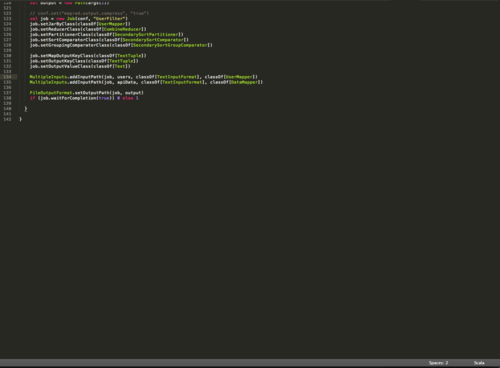 val output = new Path(args(2))
122
// conf.set("mapred.output.compress", "true")
123
val job = new Job(conf, "UserFilter")
124
job.setJarByClass(classOf[UserMapper])
125
job.setReducerClass(classOf[CombineReducer])
126
job.setPartitionerClass(classOf[SecondarySortPartitioner])
127
job.setSortComparatorClass(classOf[SecondarySortComparator])
128
job.setGroupingComparatorClass(classOf[SecondarySortGroupComparator])
129
130
job.setMapOutputKeyClass(classOf[TextTuple])
131
job.setOutputKeyClass(classOf[TextTuple])
132
job.setOutputValueClass(classOf[Text])
133
134
MultipleInputs.addInputPath(job, users, classOf[TextInputFormat], classOf[UserMapper])
135
MultipleInputs.addInputPath(job, apiData, classOf[TextInputFormat], classOf[DataMapper])
136
137
FileOutputFormat.setOutputPath(job, output)
138
if (job.waitForCompletion(true)) 0 else 1
139
140
}
141
142
}
Spaces: 2 Scala